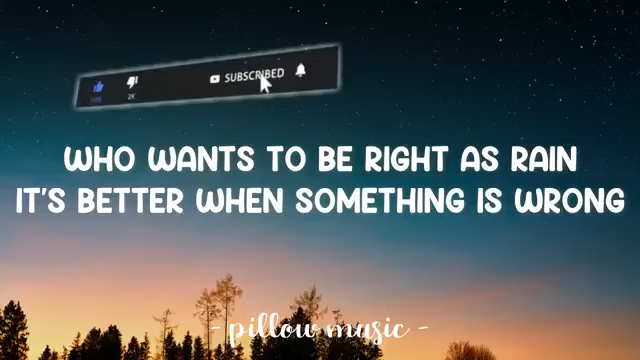 SUBSCRIBED
2K
WHO WANTS TO BE RIGHT AS RAIN
IT'S BETTER WHEN SOMETHING IS WRONG
- pillow music -